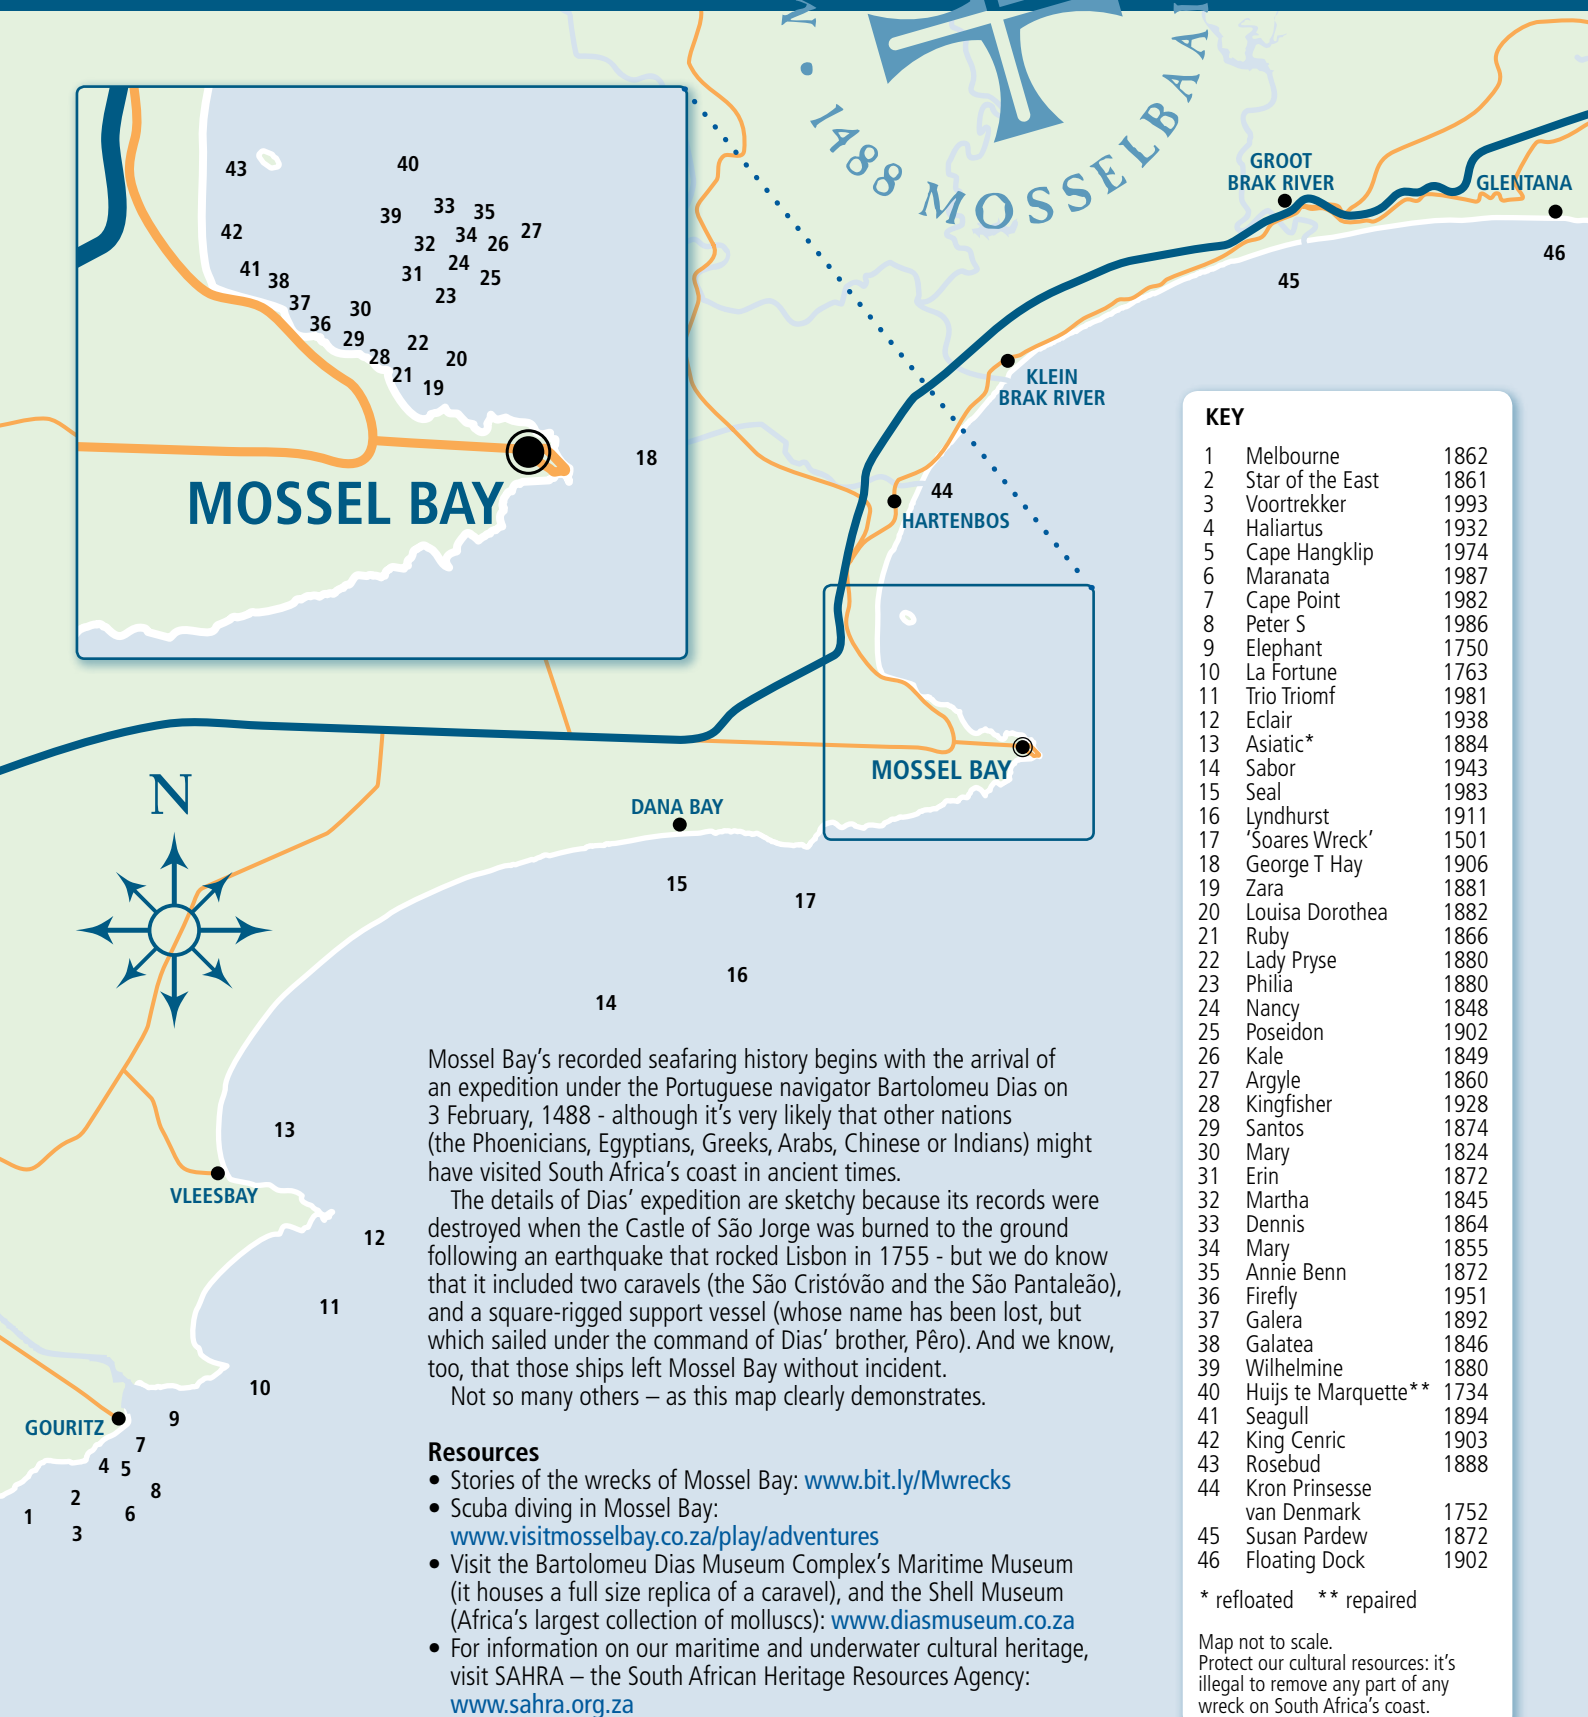 1488 MOSSELBAAI
43
40
39
33
35
42
32
34
26
27
41
38
31
24
25
37
30
23
36
29
22
28
20
21
19
18
MOSSEL BAY
GROOT
BRAK RIVER
GLENTANA
46
45
KLEIN
BRAK RIVER
44
HARTENBOS
MOSSEL BAY
DANA BAY
N
15
17
16
14
13
VLEESBAY
12
11
10
GOURITZ
9
7
4
5
8
2
6
1
3
Mossel Bay's recorded seafaring history begins with the arrival of
an expedition under the Portuguese navigator Bartolomeu Dias on
3 February, 1488 - although it's very likely that other nations
(the Phoenicians, Egyptians, Greeks, Arabs, Chinese or Indians) might
have visited South Africa's coast in ancient times.
The details of Dias' expedition are sketchy because its records were
destroyed when the Castle of São Jorge was burned to the ground
following an earthquake that rocked Lisbon in 1755 - but we do know
that it included two caravels (the São Cristóvão and the São Pantaleão),
and a square-rigged support vessel (whose name has been lost, but
which sailed under the command of Dias' brother, Pêro). And we know,
too, that those ships left Mossel Bay without incident.
Not so many others – as this map clearly demonstrates.
Resources
• Stories of the wrecks of Mossel Bay: www.bit.ly/Mwrecks
• Scuba diving in Mossel Bay:
www.visitmosselbay.co.za/play/adventures
• Visit the Bartolomeu Dias Museum Complex's Maritime Museum
(it houses a full size replica of a caravel), and the Shell Museum
(Africa's largest collection of molluscs): www.diasmuseum.co.za
• For information on our maritime and underwater cultural heritage,
visit SAHRA – the South African Heritage Resources Agency:
www.sahra.org.za
KEY
1 Melbourne 1862
2 Star of the East 1861
3 Voortrekker 1993
4 Haliartus 1932
5 Cape Hangklip 1974
6 Maranata 1987
7 Cape Point 1982
8 Peter S 1986
9 Elephant 1750
10 La Fortune 1763
11 Trio Triomf 1981
12 Eclair 1938
13 Asiatic* 1884
14 Sabor 1943
15 Seal 1983
16 Lyndhurst 1911
17 'Soares Wreck' 1501
18 George T Hay 1906
19 Zara 1881
20 Louisa Dorothea 1882
21 Ruby 1866
22 Lady Pryse 1880
23 Philia 1880
24 Nancy 1848
25 Poseidon 1902
26 Kale 1849
27 Argyle 1860
28 Kingfisher 1928
29 Santos 1874
30 Mary 1824
31 Erin 1872
32 Martha 1845
33 Dennis 1864
34 Mary 1855
35 Annie Benn 1872
36 Firefly 1951
37 Galera 1892
38 Galatea 1846
39 Wilhelmine 1880
40 Huijs te Marquette** 1734
41 Seagull 1894
42 King Cenric 1903
43 Rosebud 1888
44 Kron Prinsesse
van Denmark 1752
45 Susan Pardew 1872
46 Floating Dock 1902
* refloated ** repaired
Map not to scale.
Protect our cultural resources: it's
illegal to remove any part of any
wreck on South Africa's coast.